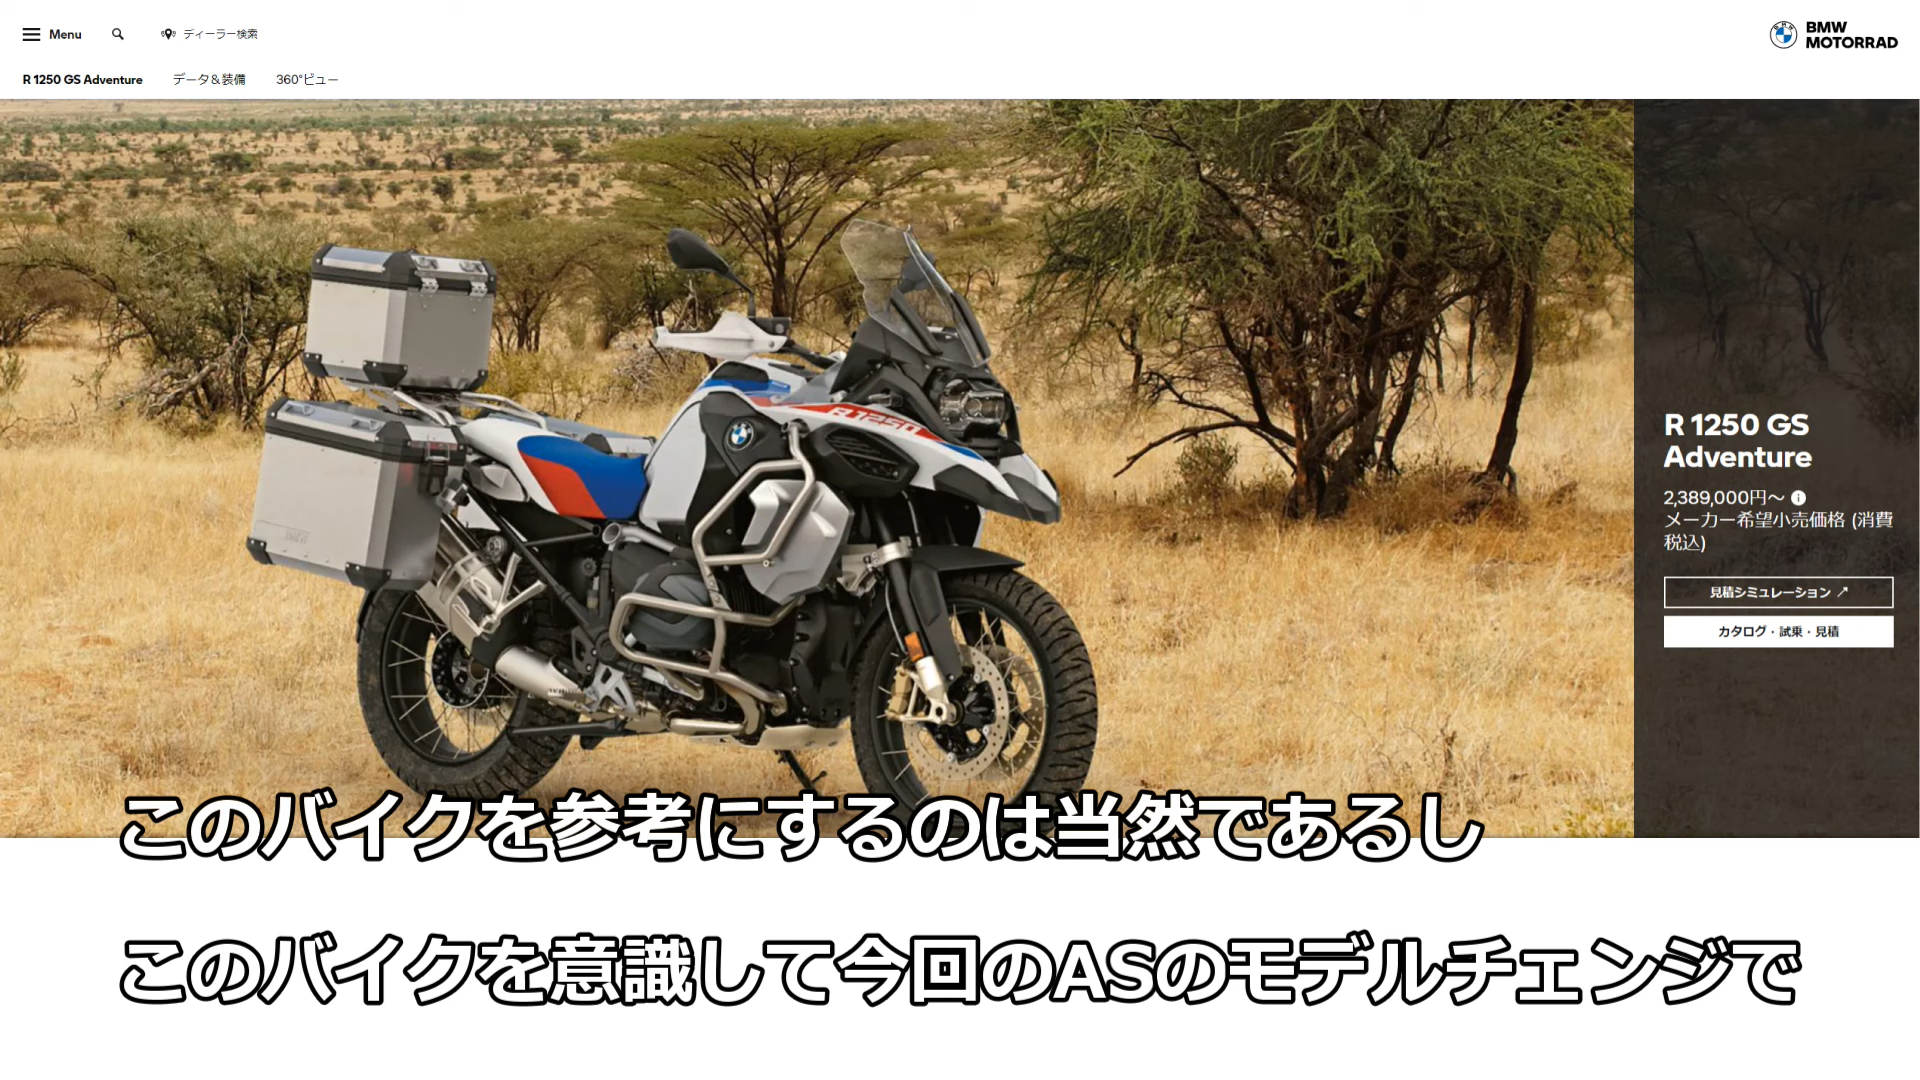 Menu
ディーラー検索
BMW
MOTORRAD
R 1250 GS Adventure
データ＆装備
360°ビュー
R 1250
R 1250 GS
Adventure
2,389,000円〜
メーカー希望小売価格 (消費
税込)
見積シミュレーション ↗
カタログ・試乗・見積
このバイクを参考にするのは当然であるし
このバイクを意識して今回のASのモデルチェンジで